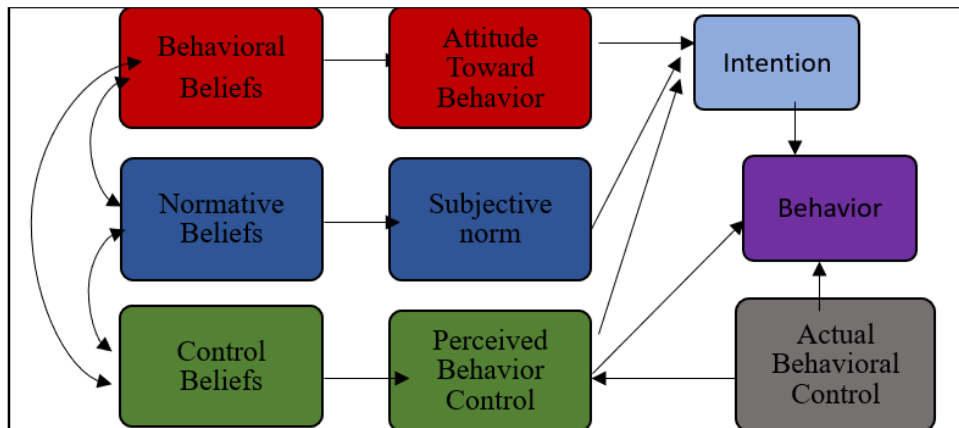 Behavioral
Beliefs
Attitude
Toward
Behavior
Intention
Normative
Beliefs
Subjective
norm
Behavior
Control
Beliefs
Perceived
Behavior
Control
Actual
Behavioral
Control